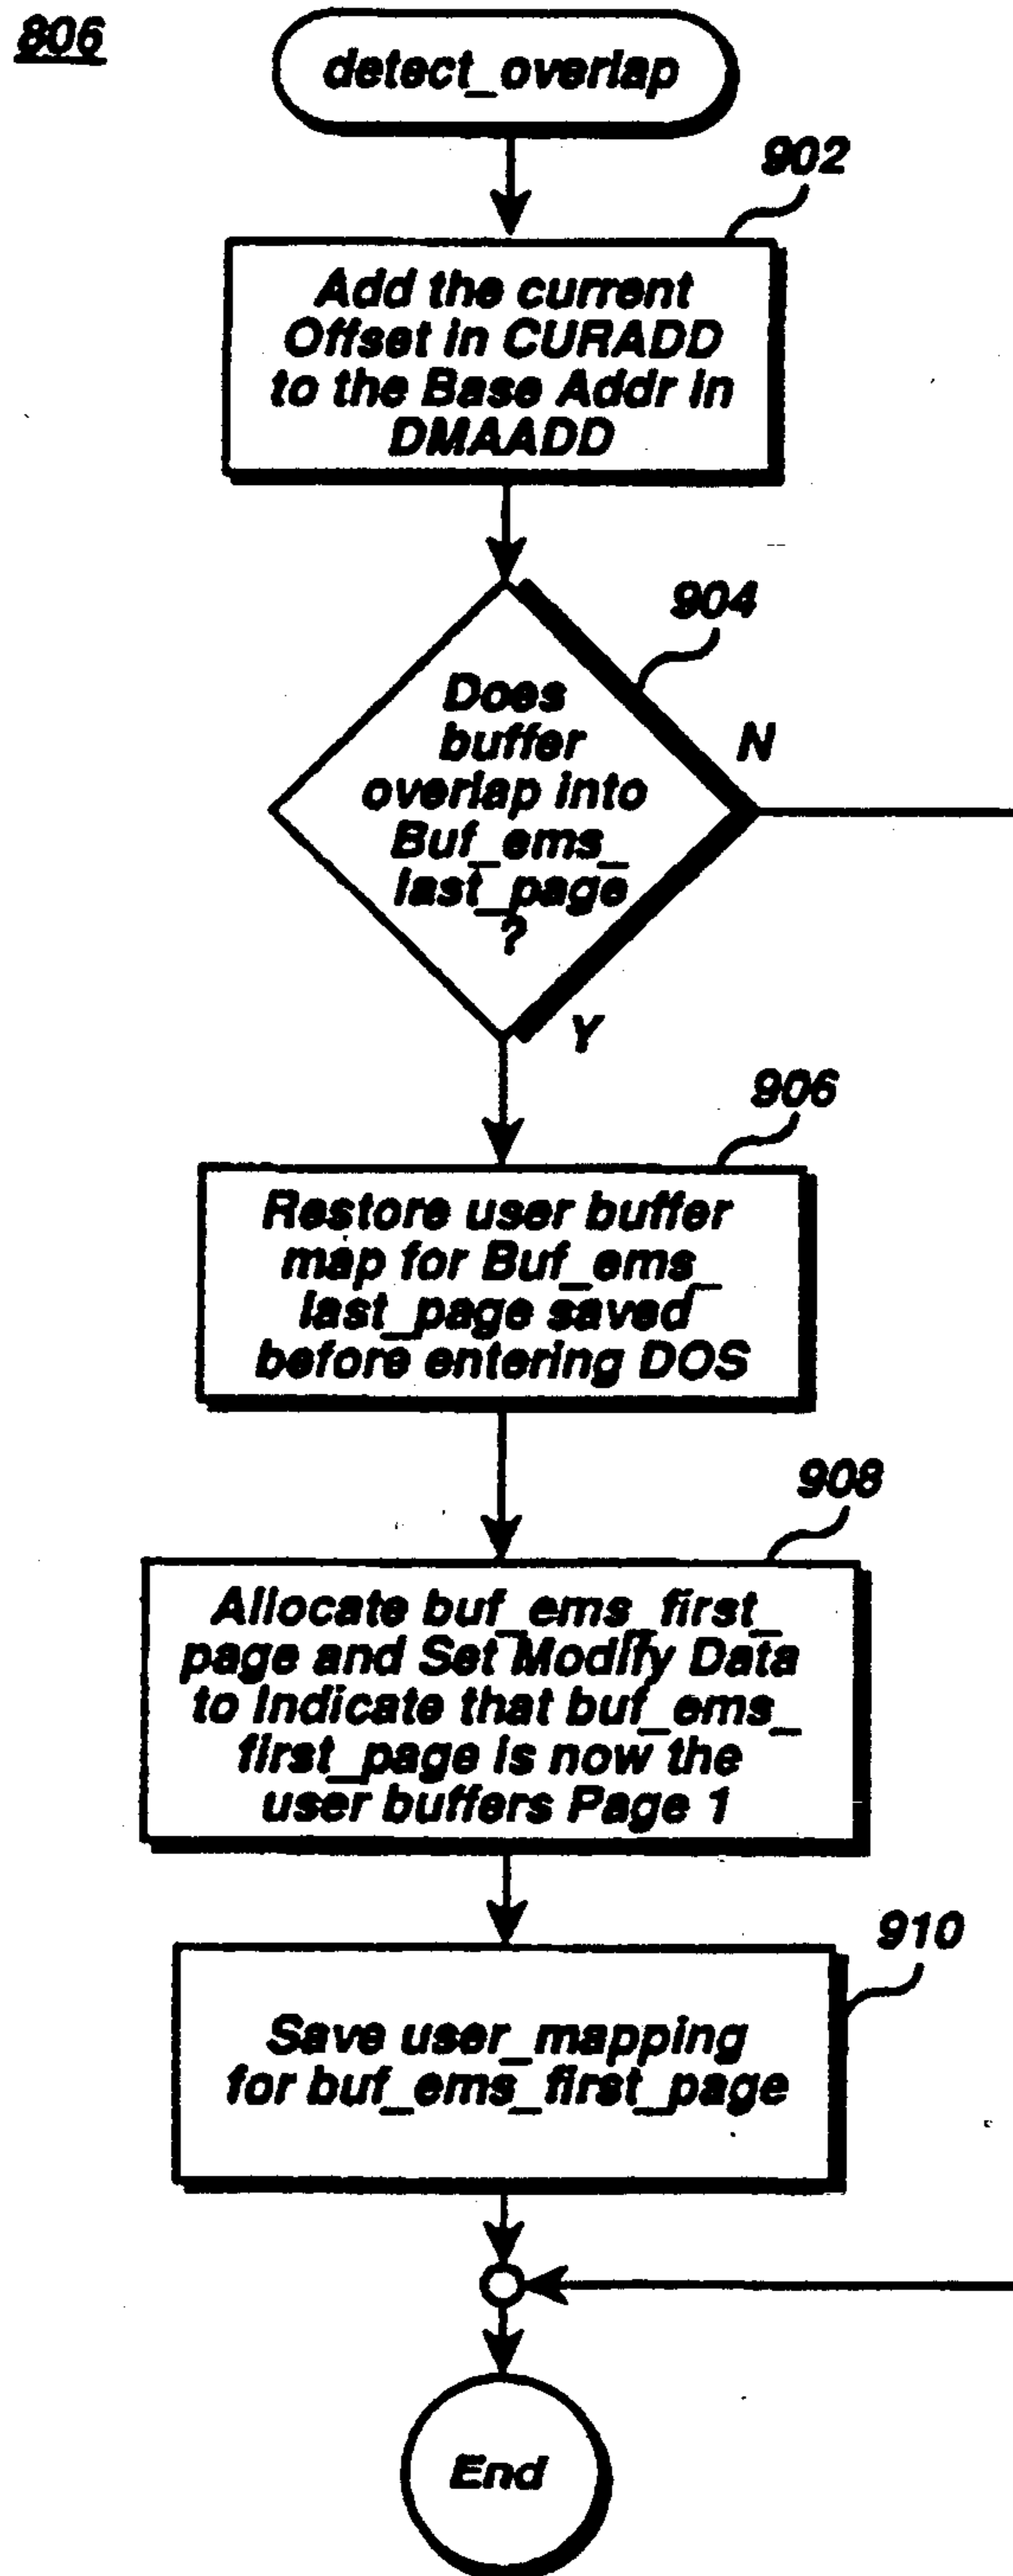 806
detect_overlap
902
Add the current
Offset in CURADD
to the Base Addr in
DMAADD
904
Does
buffer
overlap into
Buf_ems_
last_page
?
N
Y
906
Restore user buffer
map for Buf_ems_
last_page saved
before entering DOS
908
Allocate buf_ems_first_
page and Set Modify Data
to Indicate that buf_ems_
first_page is now the
user buffers Page 1
910
Save user_mapping
for buf_ems_first_page
End